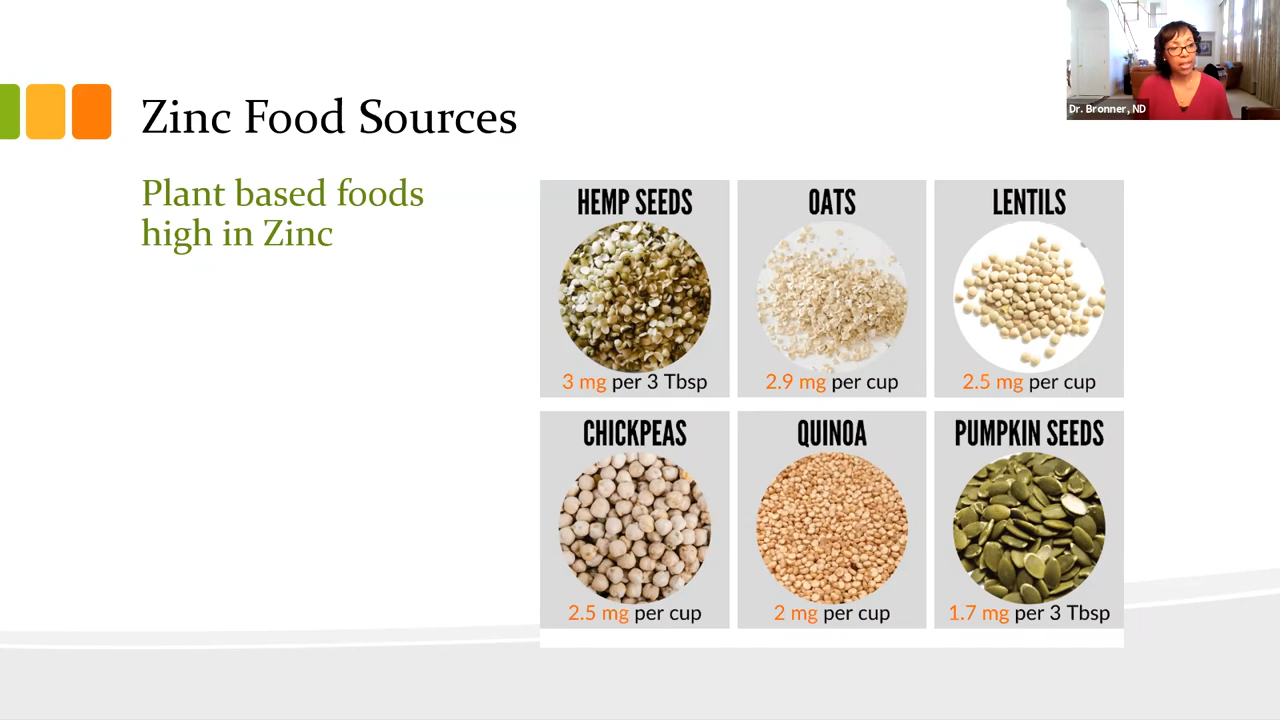 Dr. Bronner, ND
Zinc Food Sources
Plant based foods
high in Zinc
HEMP SEEDS
3 mg per 3 Tbsp
OATS
2.9 mg per cup
LENTILS
2.5 mg per cup
CHICKPEAS
2.5 mg per cup
QUINOA
2 mg per cup
PUMPKIN SEEDS
1.7 mg per 3 Tbsp